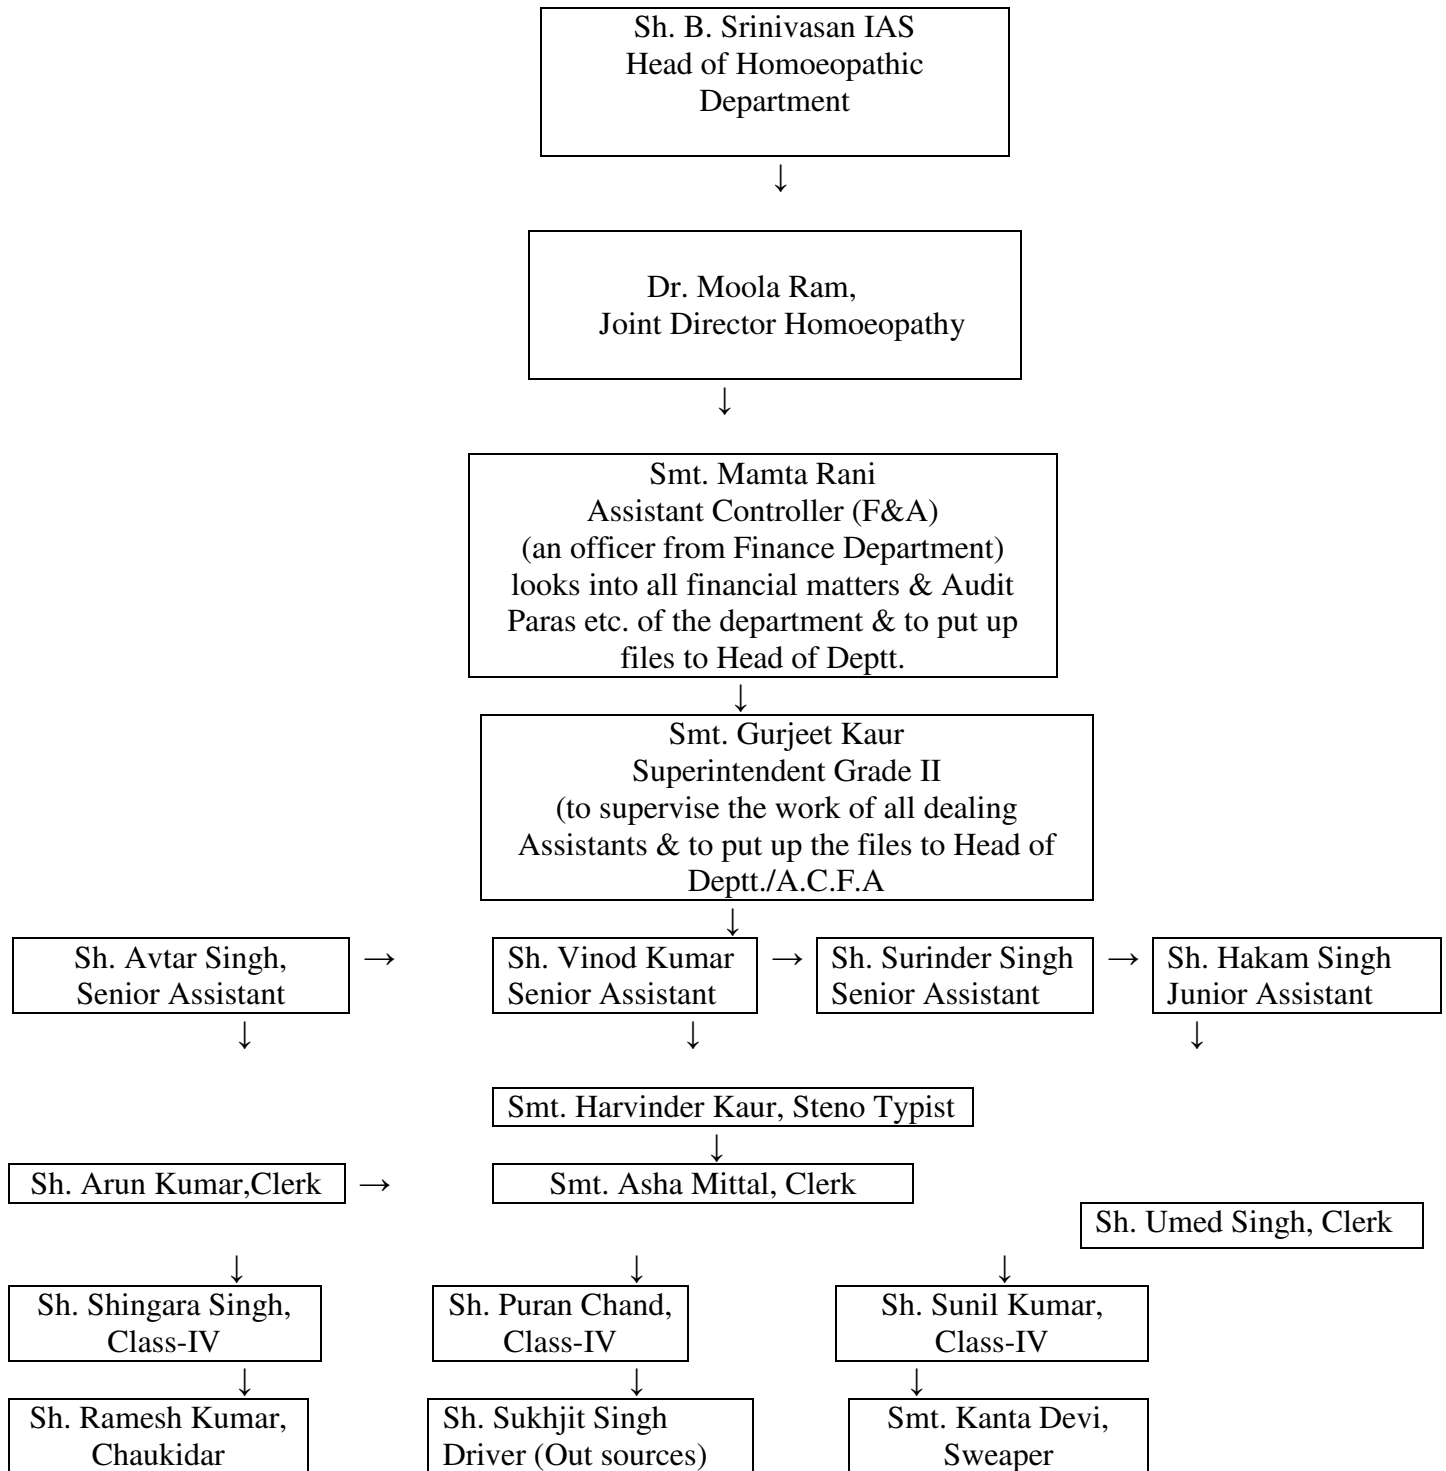 Sh. B. Srinivasan IAS
Head of Homoeopathic
Department
↓
Dr. Moola Ram,
Joint Director Homoeopathy
↓
Smt. Mamta Rani
Assistant Controller (F&A)
(an officer from Finance Department)
looks into all financial matters & Audit
Paras etc. of the department & to put up
files to Head of Deptt.
↓
Smt. Gurjeet Kaur
Superintendent Grade II
(to supervise the work of all dealing
Assistants & to put up the files to Head of
Deptt./A.C.F.A
↓
Sh. Avtar Singh,
Senior Assistant
→
Sh. Vinod Kumar
Senior Assistant
→
Sh. Surinder Singh
Senior Assistant
→
Sh. Hakam Singh
Junior Assistant
↓ ↓ ↓
Smt. Harvinder Kaur, Steno Typist
↓
Sh. Arun Kumar,Clerk
→
Smt. Asha Mittal, Clerk
Sh. Umed Singh, Clerk
↓ ↓ ↓
Sh. Shingara Singh,
Class-IV
Sh. Puran Chand,
Class-IV
Sh. Sunil Kumar,
Class-IV
↓ ↓ ↓
Sh. Ramesh Kumar,
Chaukidar
Sh. Sukhjit Singh
Driver (Out sources)
Smt. Kanta Devi,
Sweaper